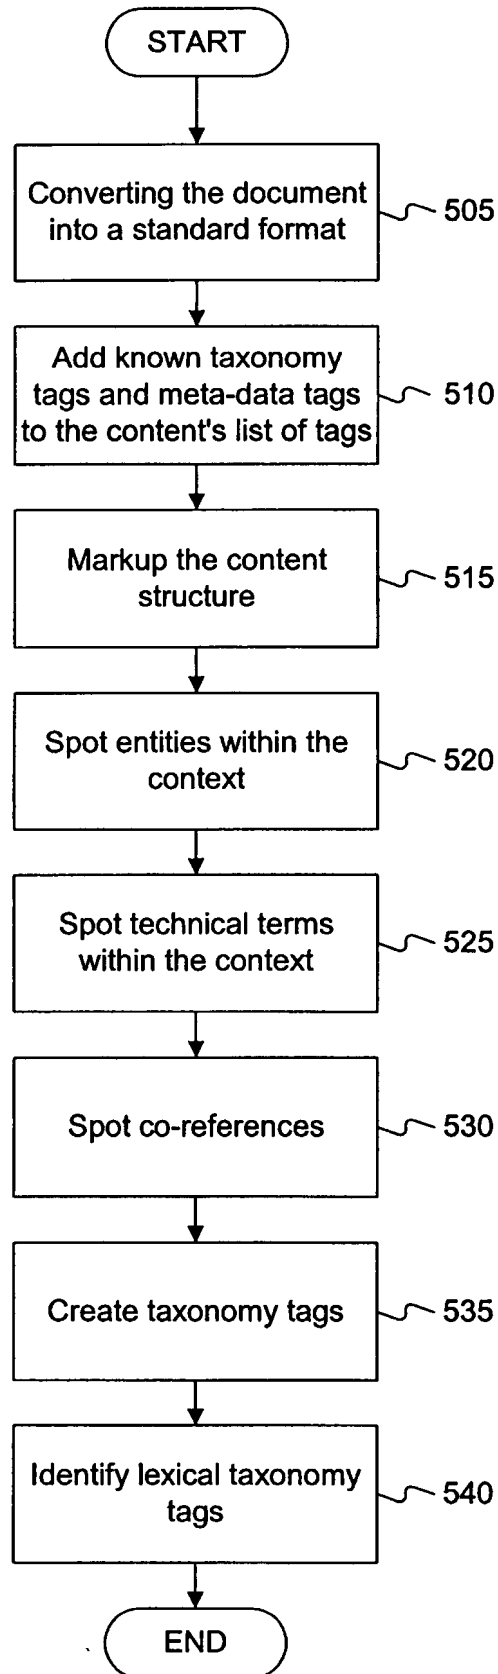 START
Converting the document
into a standard format
505
Add known taxonomy
tags and meta-data tags
to the content's list of tags
510
Markup the content
structure
515
Spot entities within the
context
520
Spot technical terms
within the context
525
Spot co-references
530
Create taxonomy tags
535
Identify lexical taxonomy
tags
540
END